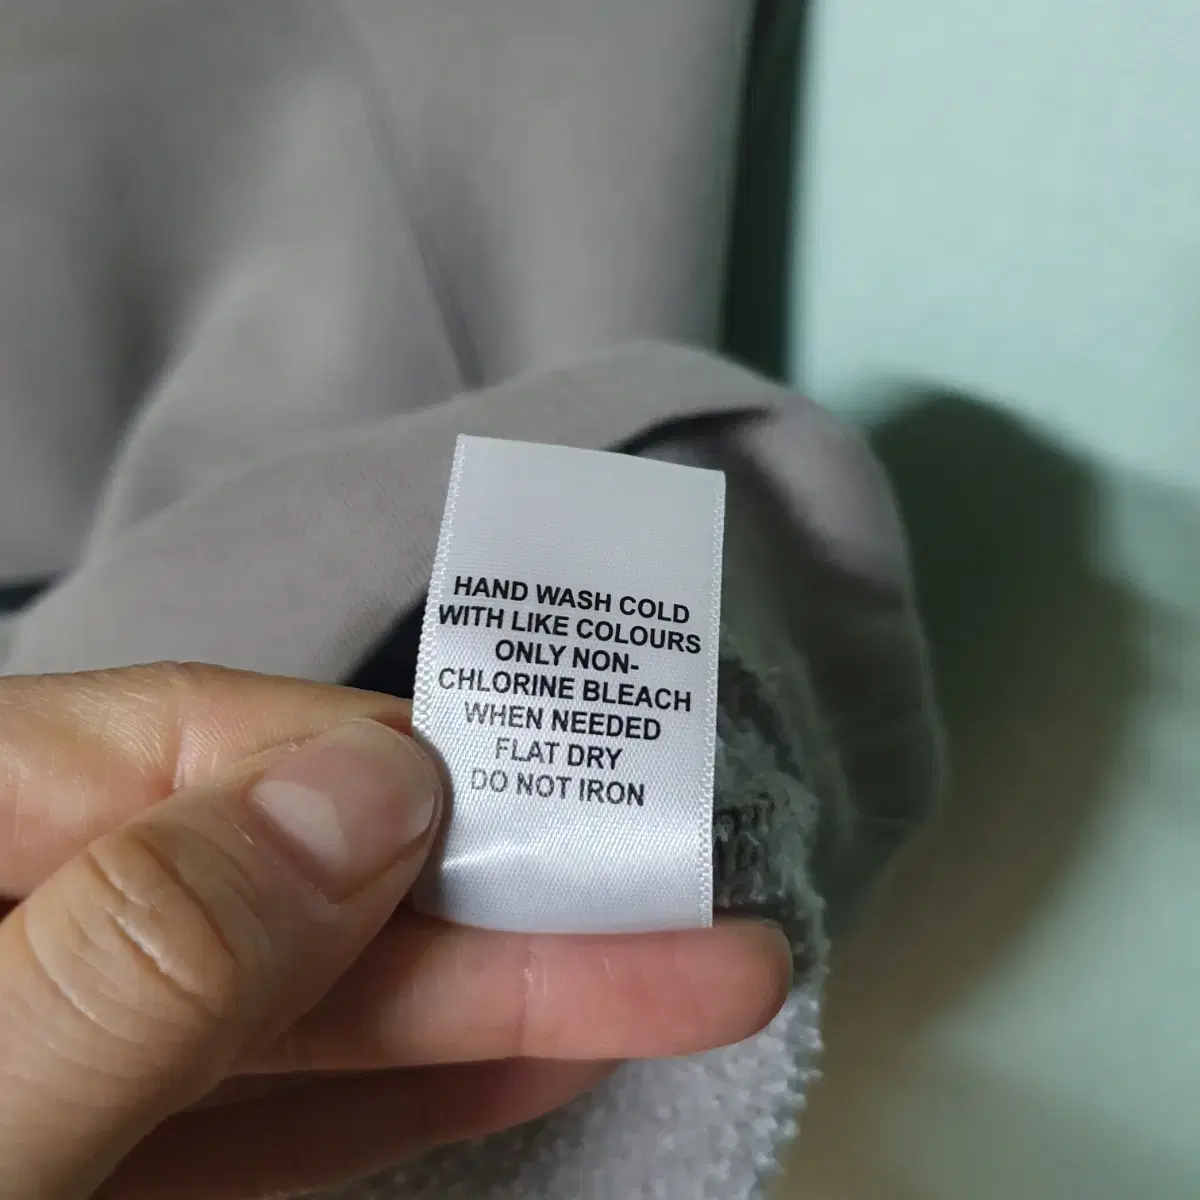 HAND WASH COLD
WITH LIKE COLOURS
ONLY NON-
CHLORINE BLEACH
WHEN NEEDED
FLAT DRY
DO NOT IRON